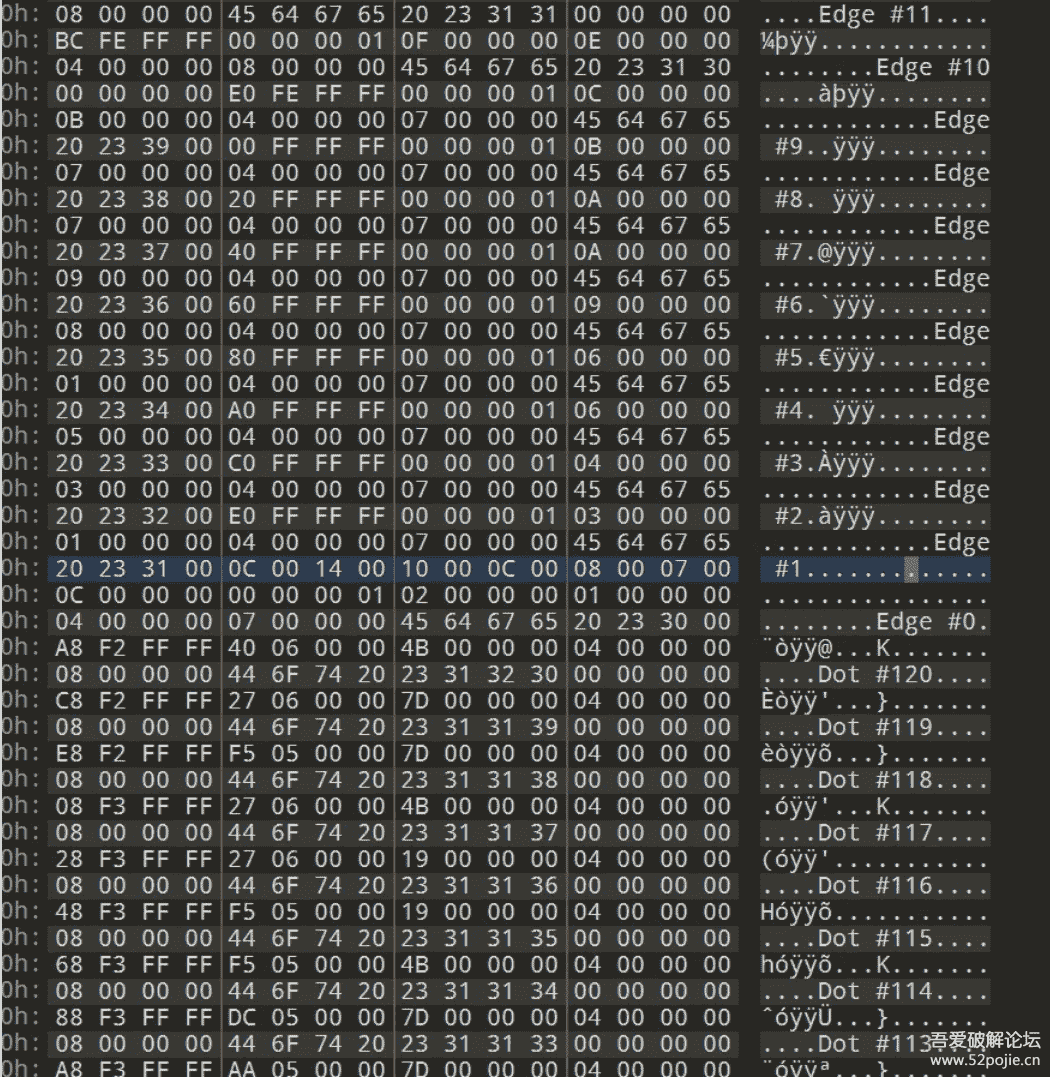 08 00 00 00 45 64 67 65 20 23 31 31 00 00 00 00 ....Edge #11....
0h: BC FE FF FF 00 00 00 01 0F 00 00 00 0E 00 00 00 ¼þÿÿ............
0h: 04 00 00 00 08 00 00 00 45 64 67 65 20 23 31 30 ........Edge #10
0h: 00 00 00 00 E0 FE FF FF 00 00 00 01 0C 00 00 00 ....àþÿÿ........
0h: 0B 00 00 00 04 00 00 00 07 00 00 00 45 64 67 65 ............Edge
0h: 20 23 39 00 00 FF FF FF 00 00 00 01 0B 00 00 00 #9..ÿÿÿ........
0h: 07 00 00 00 04 00 00 00 07 00 00 00 45 64 67 65 ............Edge
0h: 20 23 38 00 20 FF FF FF 00 00 00 01 0A 00 00 00 #8. ÿÿÿ........
0h: 07 00 00 00 04 00 00 00 07 00 00 00 45 64 67 65 ............Edge
0h: 20 23 37 00 40 FF FF FF 00 00 00 01 0A 00 00 00 #7.@ÿÿÿ........
0h: 09 00 00 00 04 00 00 00 07 00 00 00 45 64 67 65 ............Edge
0h: 20 23 36 00 60 FF FF FF 00 00 00 01 09 00 00 00 #6.`ÿÿÿ........
0h: 08 00 00 00 04 00 00 00 07 00 00 00 45 64 67 65 ............Edge
0h: 20 23 35 00 80 FF FF FF 00 00 00 01 06 00 00 00 #5.€ÿÿÿ........
0h: 01 00 00 00 04 00 00 00 07 00 00 00 45 64 67 65 ............Edge
0h: 20 23 34 00 A0 FF FF FF 00 00 00 01 06 00 00 00 #4. ÿÿÿ........
0h: 05 00 00 00 04 00 00 00 07 00 00 00 45 64 67 65 ............Edge
0h: 20 23 33 00 C0 FF FF FF 00 00 00 01 04 00 00 00 #3.Àÿÿÿ........
0h: 03 00 00 00 04 00 00 00 07 00 00 00 45 64 67 65 ............Edge
0h: 20 23 32 00 E0 FF FF FF 00 00 00 01 03 00 00 00 #2.àÿÿÿ........
0h: 01 00 00 00 04 00 00 00 07 00 00 00 45 64 67 65 ............Edge
0h: 20 23 31 00 0C 00 14 00 10 00 0C 00 08 00 07 00 #1.............
0h: 0C 00 00 00 00 00 00 01 02 00 00 00 01 00 00 00 ................
0h: 04 00 00 00 07 00 00 00 45 64 67 65 20 23 30 00 ........Edge #0.
0h: A8 F2 FF FF 40 06 00 00 4B 00 00 00 04 00 00 00 ¨òÿÿ@...K.......
0h: 08 00 00 00 44 6F 74 20 23 31 32 30 00 00 00 00 ....Dot #120....
0h: C8 F2 FF FF 27 06 00 00 7D 00 00 00 04 00 00 00 Èòÿÿ'...}.......
0h: 08 00 00 00 44 6F 74 20 23 31 31 39 00 00 00 00 ....Dot #119....
0h: E8 F2 FF FF F5 05 00 00 7D 00 00 00 04 00 00 00 èòÿÿõ...}.......
0h: 08 00 00 00 44 6F 74 20 23 31 31 38 00 00 00 00 ....Dot #118....
0h: 08 F3 FF FF 27 06 00 00 4B 00 00 00 04 00 00 00 .óÿÿ'...K.......
0h: 08 00 00 00 44 6F 74 20 23 31 31 37 00 00 00 00 ....Dot #117....
0h: 28 F3 FF FF 27 06 00 00 19 00 00 00 04 00 00 00 (óÿÿ'...........
0h: 08 00 00 00 44 6F 74 20 23 31 31 36 00 00 00 00 ....Dot #116....
0h: 48 F3 FF FF F5 05 00 00 19 00 00 00 04 00 00 00 Hóÿÿõ...........
0h: 08 00 00 00 44 6F 74 20 23 31 31 35 00 00 00 00 ....Dot #115....
0h: 68 F3 FF FF F5 05 00 00 4B 00 00 00 04 00 00 00 hóÿÿõ...K.......
0h: 08 00 00 00 44 6F 74 20 23 31 31 34 00 00 00 00 ....Dot #114....
0h: 88 F3 FF FF DC 05 00 00 7D 00 00 00 04 00 00 00 ˆóÿÿÜ...}.......
0h: 08 00 00 00 44 6F 74 20 23 31 31 33 00 00 00 00 ....Dot #113....
0h: A8 F3 FF FF AA 05 00 00 7D 00 00 00 04 00 00 00 ¨óÿÿª...}.......
吾爱破解论坛
www.52pojie.cn